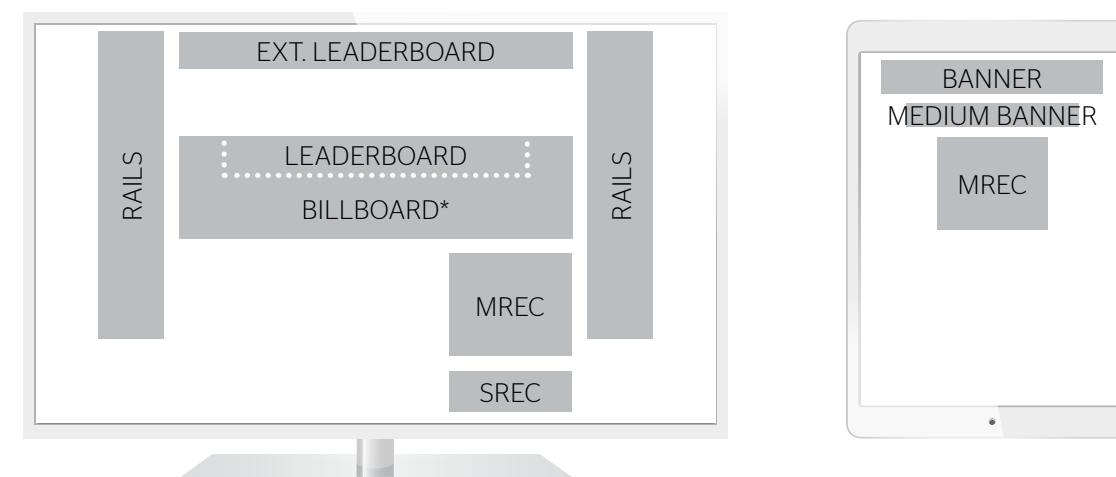 EXT. LEADERBOARD
RAILS
LEADERBOARD
BILLBOARD*
RAILS
MREC
SREC
BANNER
MEDIUM BANNER
MREC